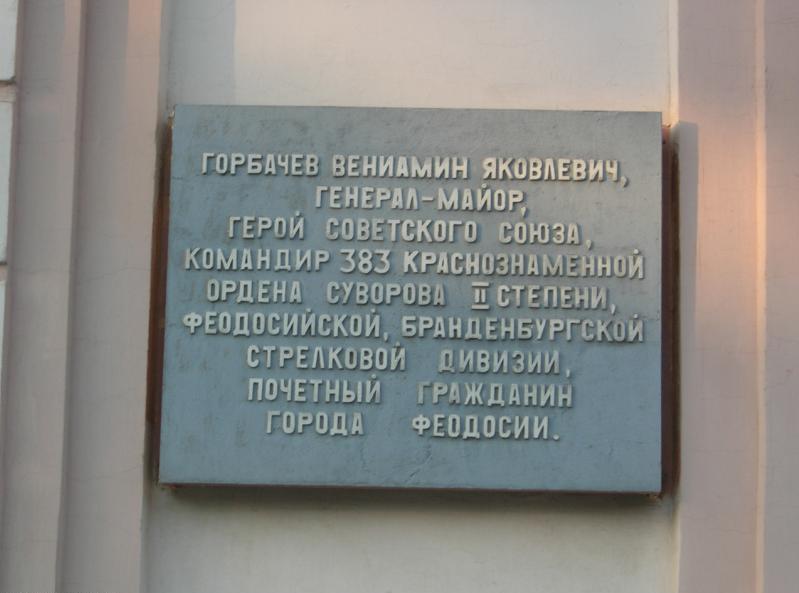 ГОРБАЧЕВ ВЕНИАМИН ЯКОВЛЕВИЧ,
ГЕНЕРАЛ-МАЙОР,
ГЕРОЙ СОВЕТСКОГО СОЮЗА,
КОМАНДИР 383 КРАСНОЗНАМЕННОЙ
ОРДЕНА СУВОРОВА II СТЕПЕНИ,
ФЕОДОСИЙСКОЙ, БРАНДЕНБУРГСКОЙ
СТРЕЛКОВОЙ ДИВИЗИИ,
ПОЧЕТНЫЙ ГРАЖДАНИН
ГОРОДА ФЕОДОСИИ.